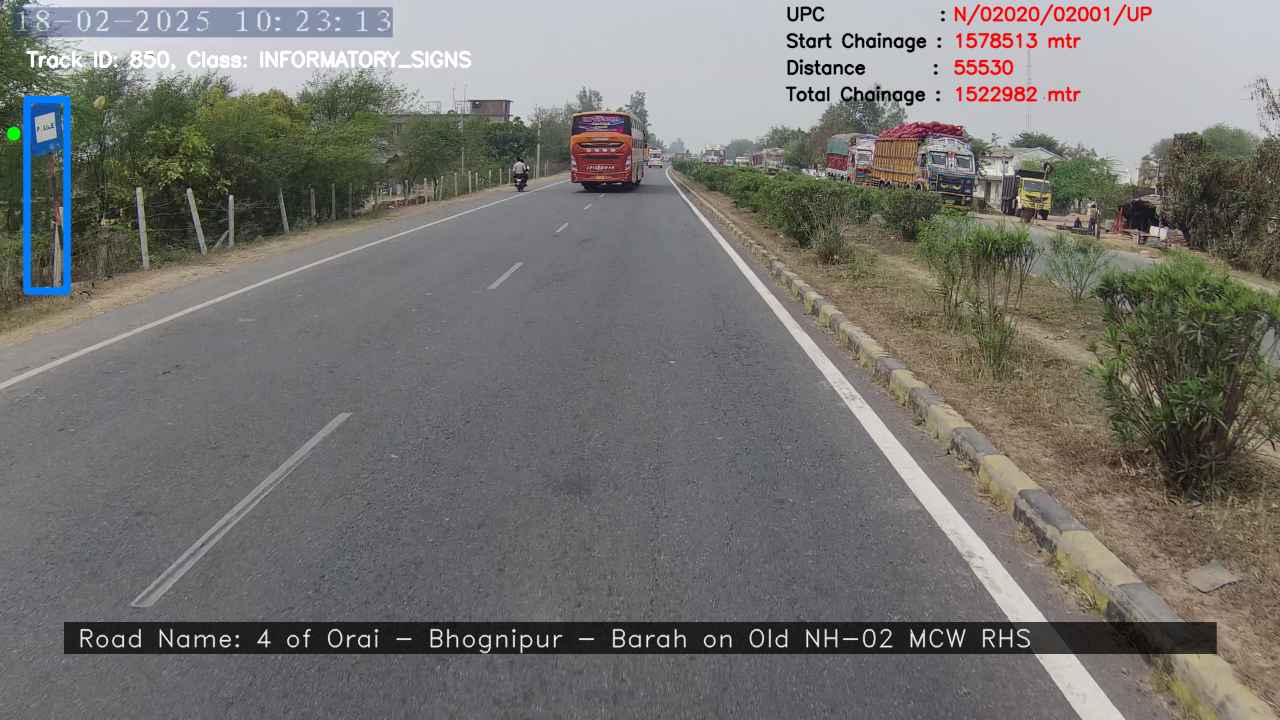 18-02-2025 10:23:13
Track ID: 850, Class: INFORMATORY_SIGNS
UPC : N/02020/02001/UP
Start Chainage : 1578513 mtr
Distance : 55530
Total Chainage : 1522982 mtr
Road Name: 4 of Orai - Bhognipur - Barah on Old NH-02 MCW RHS